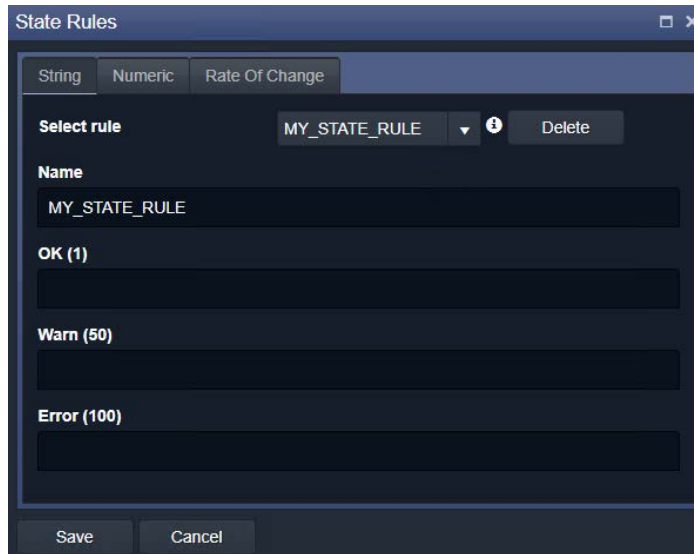 State Rules
String Numeric Rate Of Change
Select rule MY_STATE_RULE Delete
Name
MY_STATE_RULE
OK (1)
Warn (50)
Error (100)
Save Cancel